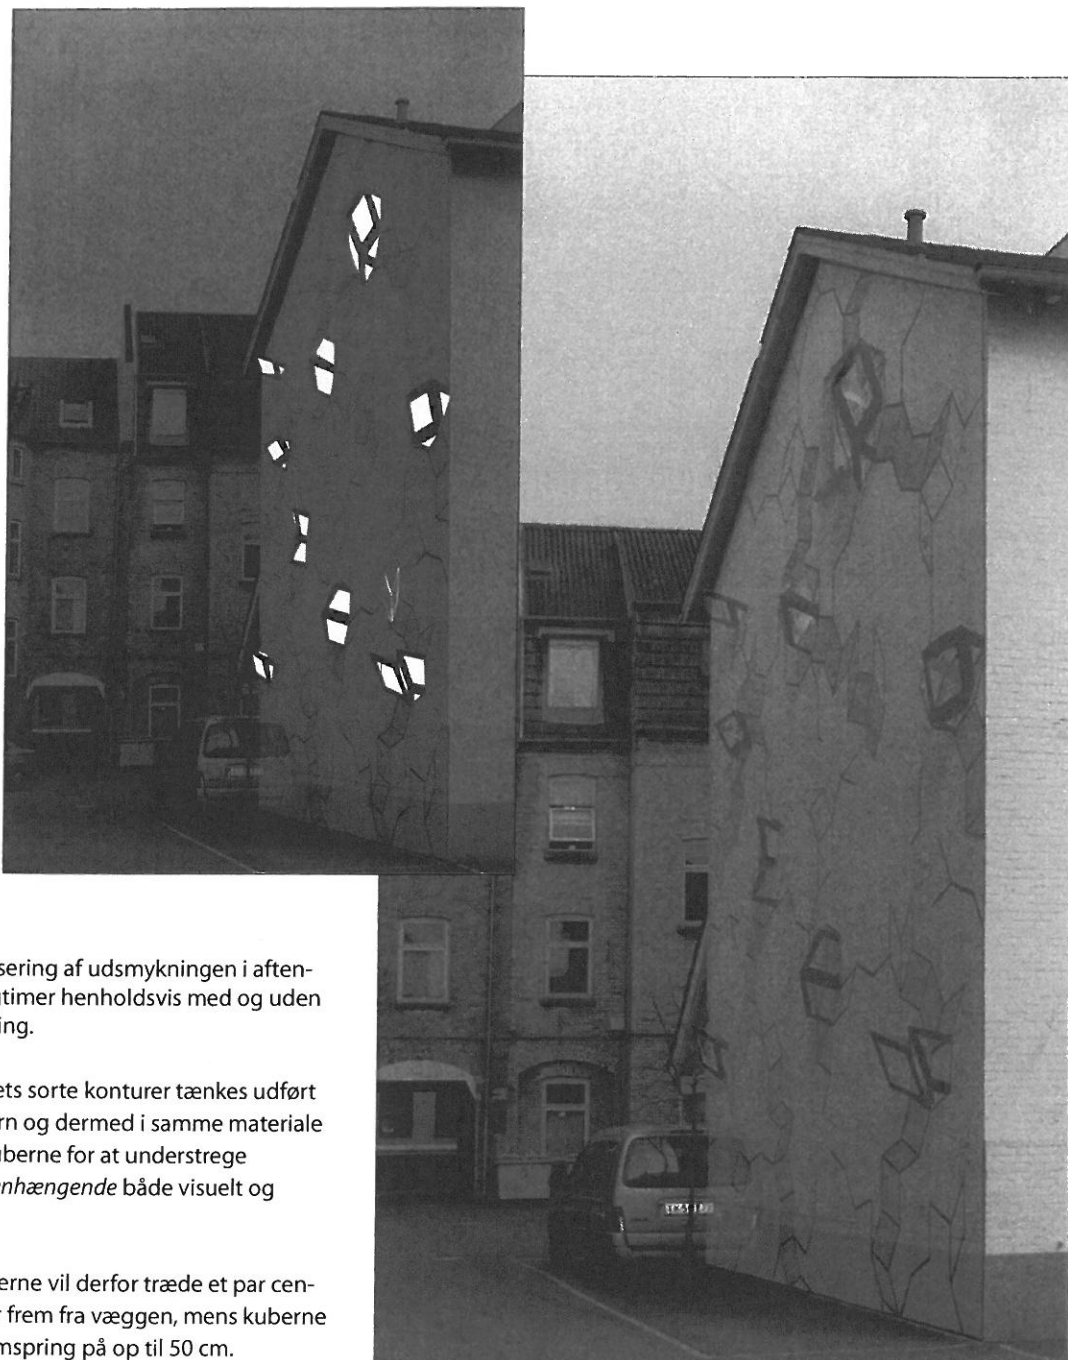 sering af udsmykningen i aften-
gtimer henholdsvis med og uden
ing.
ets sorte konturer tænkes udført
rn og dermed i samme materiale
uberne for at understrege
nhængende både visuelt og
erne vil derfor træde et par cen-
r frem fra væggen, mens kuberne
mspring på op til 50 cm.